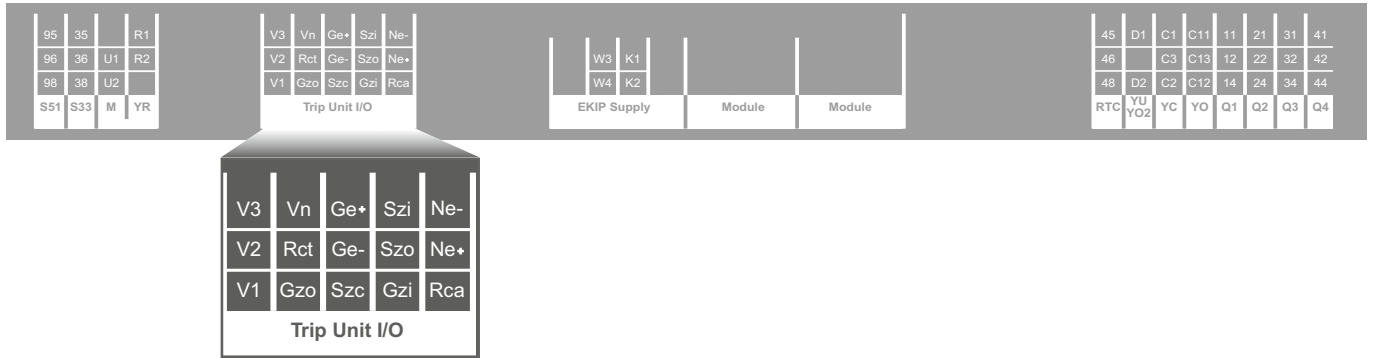 95 35 R1
96 36 U1 R2
98 38 U2
S51 S33 M YR
V3 Vn Ge+ Szi Ne-
V2 Rct Ge- Szo Ne+
V1 Gzo Szc Gzi Rca
Trip Unit I/O
W3 K1
W4 K2
EKIP Supply Module Module
45 D1 C1 C11 11 21 31 41
46 C3 C13 12 22 32 42
48 D2 C2 C12 14 24 34 44
RTC YU YO2 YC YO Q1 Q2 Q3 Q4
V3 Vn Ge+ Szi Ne-
V2 Rct Ge- Szo Ne+
V1 Gzo Szc Gzi Rca
Trip Unit I/O